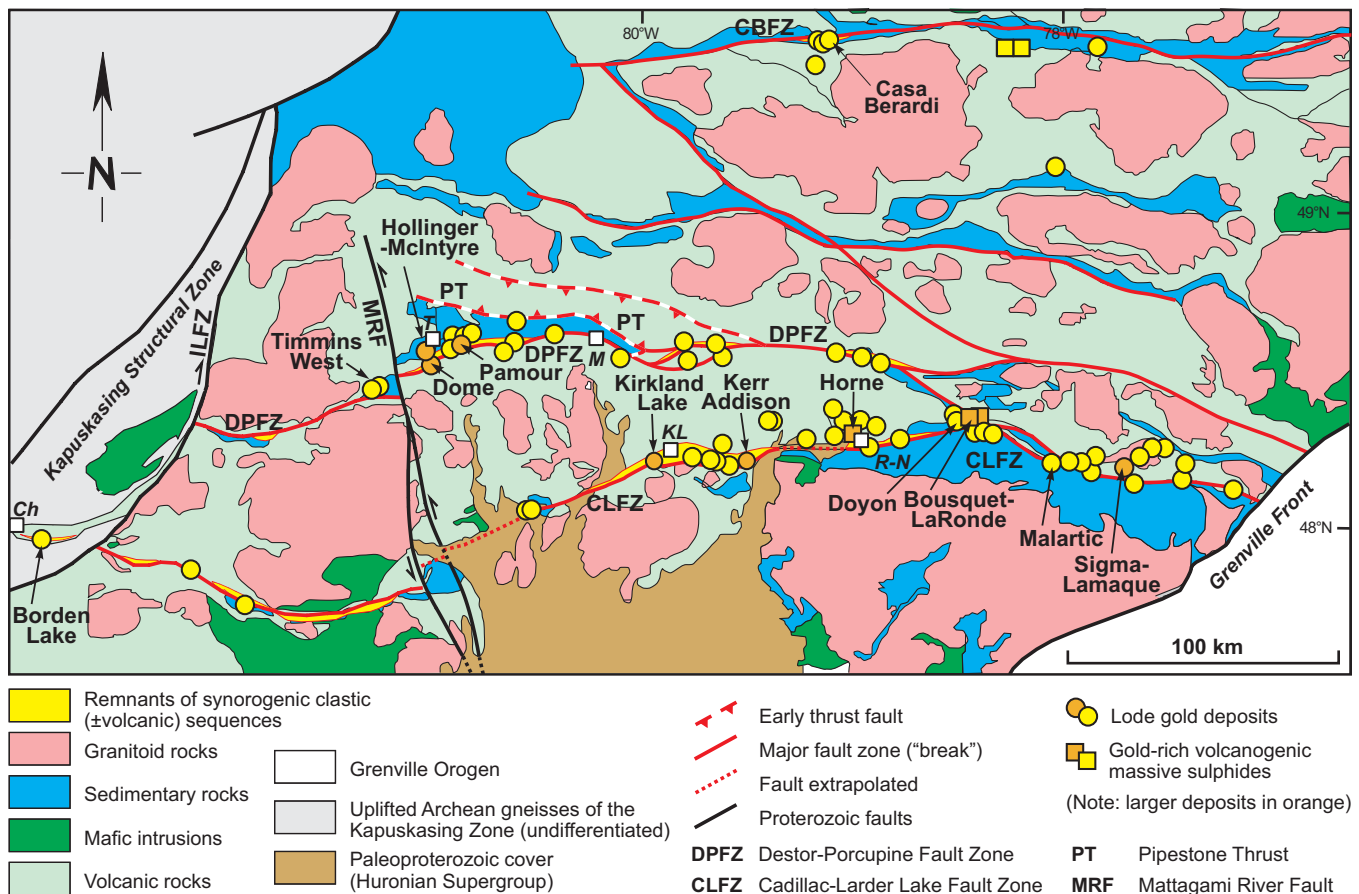 80°W
78°W
CBFZ
Casa
Berardi
N
49°N
Hollinger
-McIntyre
Kapuskasing Structural Zone
ILFZ
MRF
PT
T
PT
DPFZ
Timmins
West
DPFZ
M
Pamour
Dome
Kirkland
Lake
Kerr
Addison
Horne
DPFZ
KL
R-N
CLFZ
Doyon
Bousquet-
LaRonde
Malartic
Sigma-
Lamaque
CLFZ
48°N
Grenville Front
Ch
Borden
Lake
100 km
Remnants of synorogenic clastic
(±volcanic) sequences
Granitoid rocks
Sedimentary rocks
Mafic intrusions
Volcanic rocks
Grenville Orogen
Uplifted Archean gneisses of the
Kapuskasing Zone (undifferentiated)
Paleoproterozoic cover
(Huronian Supergroup)
Early thrust fault
Major fault zone (“break”)
Fault extrapolated
Proterozoic faults
DPFZ Destor-Porcupine Fault Zone
CLFZ Cadillac-Larder Lake Fault Zone
Lode gold deposits
Gold-rich volcanogenic
massive sulphides
(Note: larger deposits in orange)
PT Pipestone Thrust
MRF Mattagami River Fault